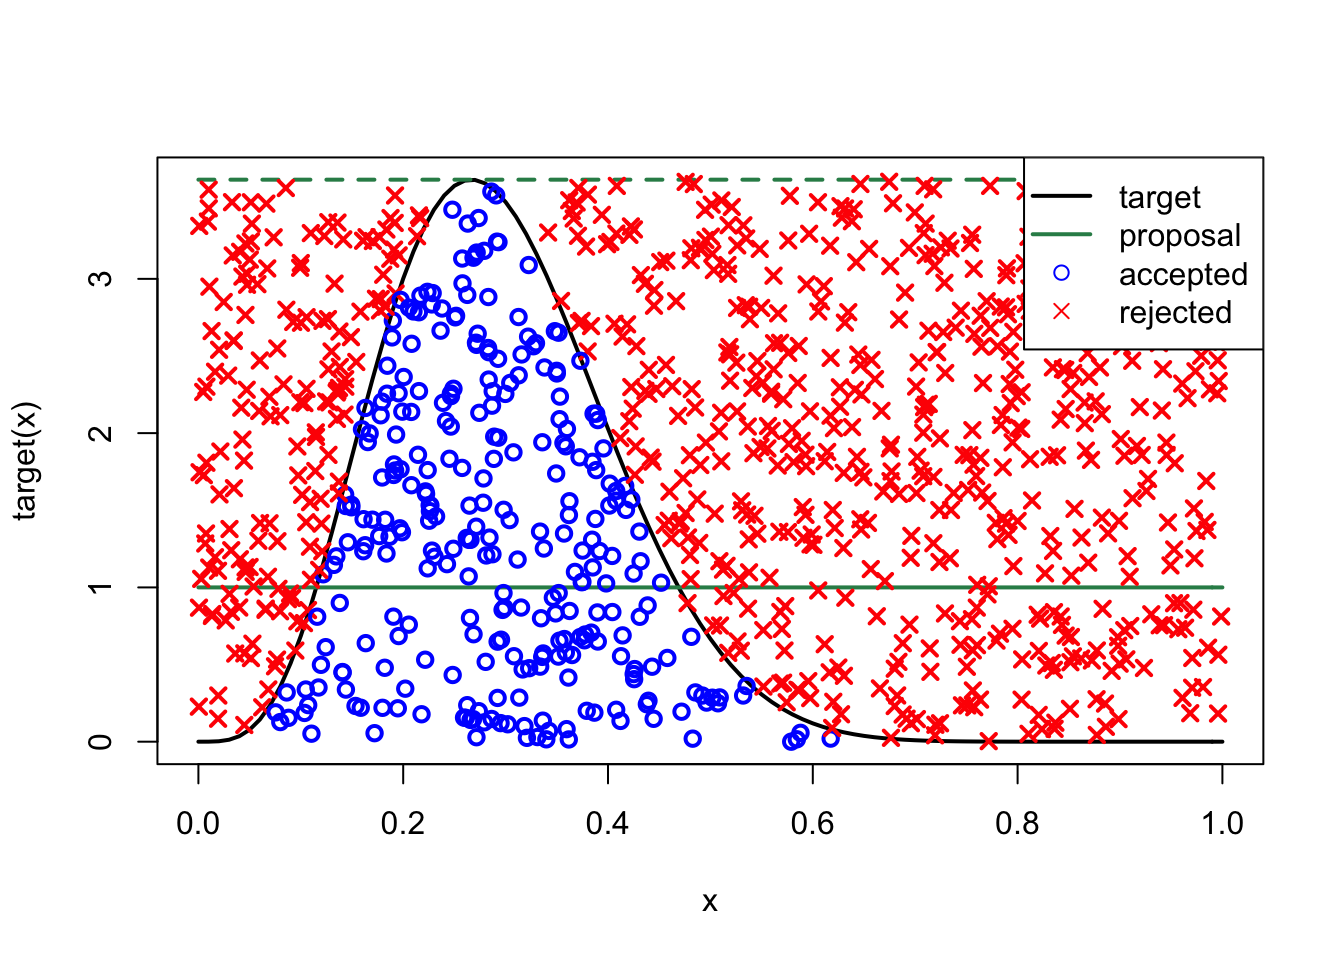 target
proposal
accepted
rejected
target(x)
3
2
1
0
0.0 0.2 0.4 0.6 0.8 1.0
x